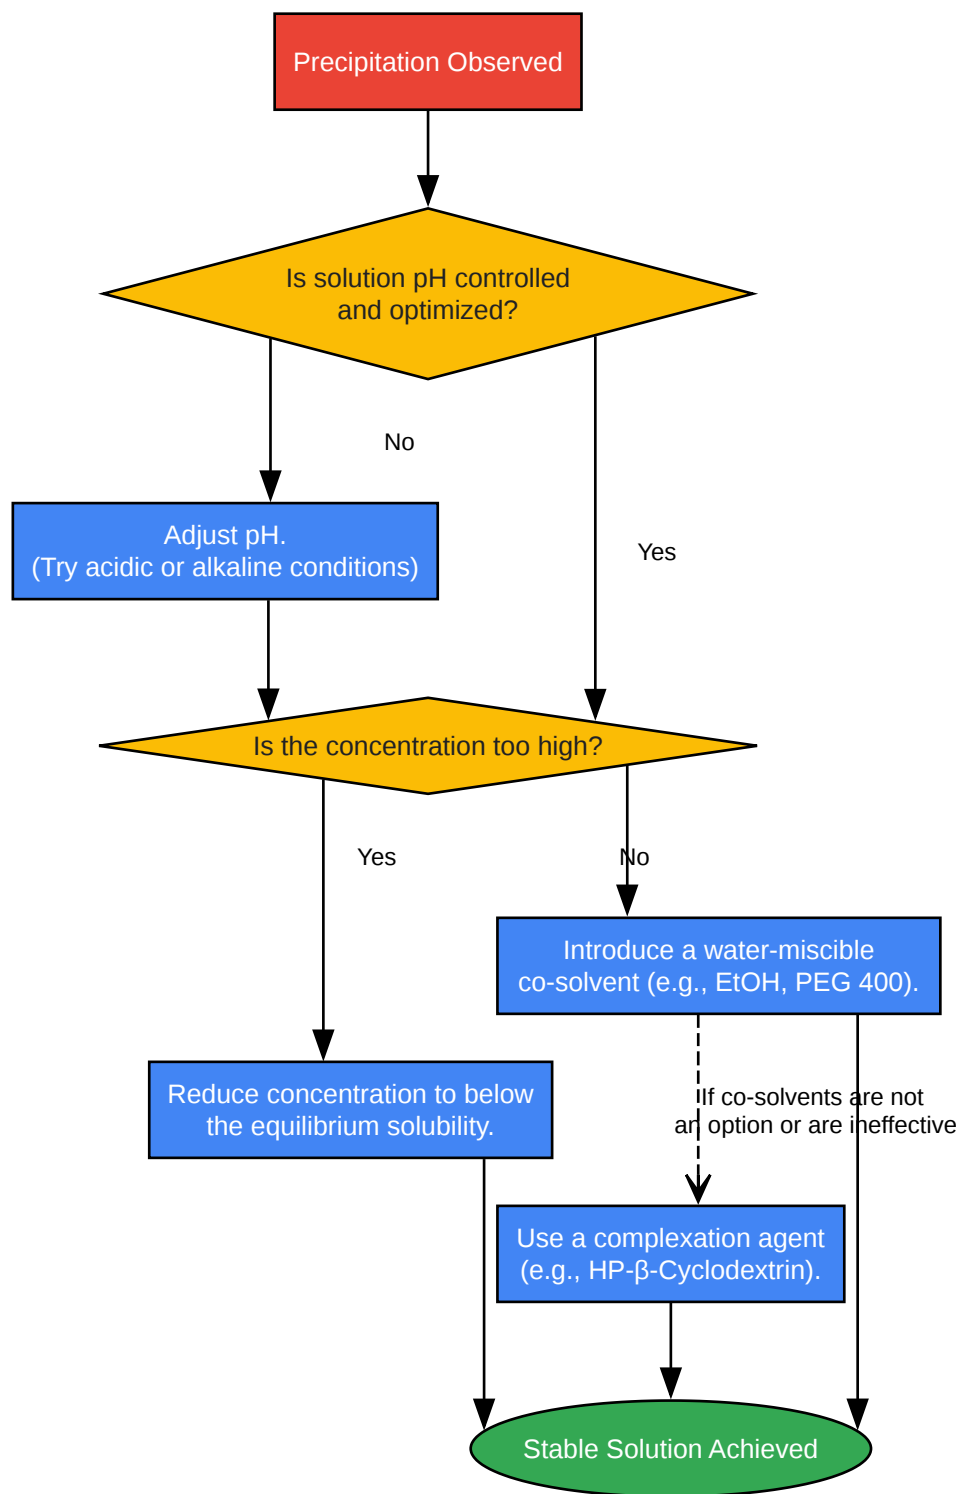 Precipitation Observed
Is solution pH controlled
and optimized?
No
Adjust pH.
(Try acidic or alkaline conditions)
Yes
Is the concentration too high?
Yes
No
Introduce a water-miscible
co-solvent (e.g., EtOH, PEG 400).
Reduce concentration to below
the equilibrium solubility.
If co-solvents are not
an option or are ineffective
Use a complexation agent
(e.g., HP-β-Cyclodextrin).
Stable Solution Achieved